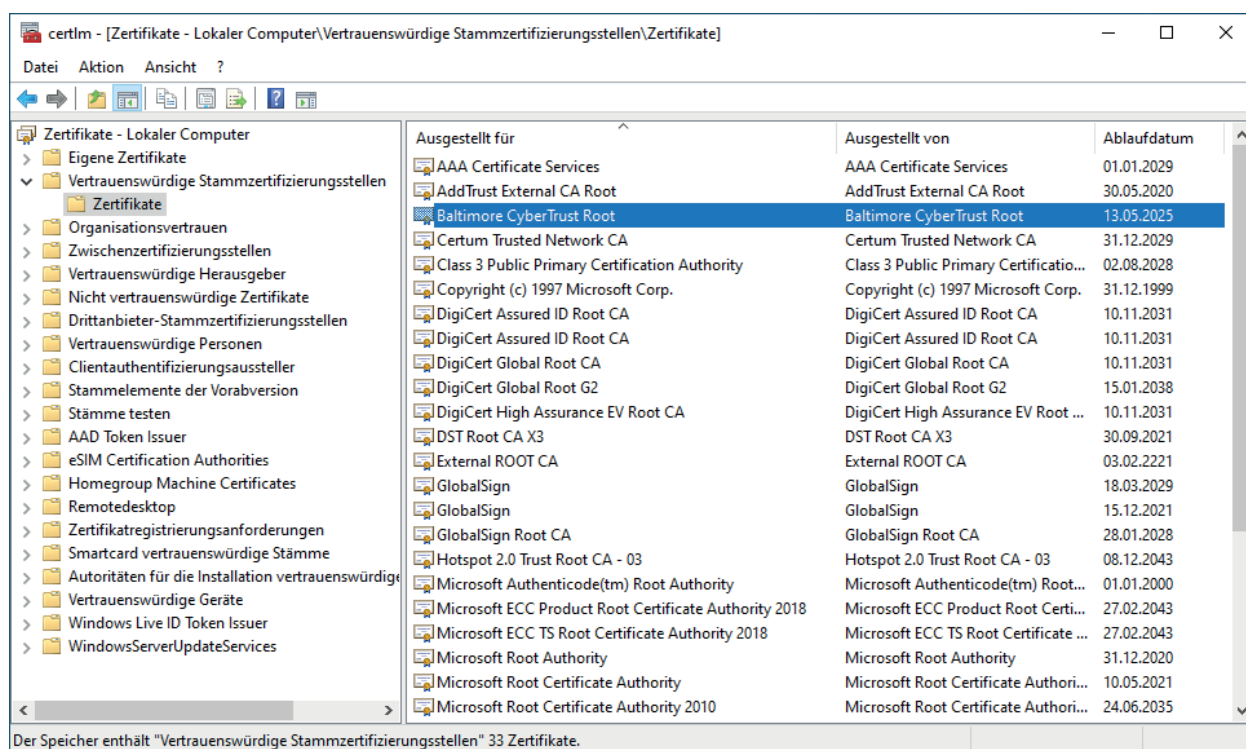 certlm - [Zertifikate - Lokaler Computer\Vertrauenswürdige Stammzertifizierungsstellen\Zertifikate]
Datei Aktion Ansicht ?
Zertifikate - Lokaler Computer
Eigene Zertifikate
Vertrauenswürdige Stammzertifizierungsstellen
Zertifikate
Organisationsvertrauen
Zwischenzertifizierungsstellen
Vertrauenswürdige Herausgeber
Nicht vertrauenswürdige Zertifikate
Drittanbieter-Stammzertifizierungsstellen
Vertrauenswürdige Personen
Clientauthentifizierungsaussteller
Stammelemente der Vorabversion
Stämme testen
AAD Token Issuer
eSIM Certification Authorities
Homegroup Machine Certificates
Remotedesktop
Zertifikatregistrierungsanforderungen
Smartcard vertrauenswürdige Stämme
Autoritäten für die Installation vertrauenswürdige
Vertrauenswürdige Geräte
Windows Live ID Token Issuer
WindowsServerUpdateServices
Ausgestellt für Ausgestellt von Ablaufdatum
AAA Certificate Services AAA Certificate Services 01.01.2029
AddTrust External CA Root AddTrust External CA Root 30.05.2020
Baltimore CyberTrust Root Baltimore CyberTrust Root 13.05.2025
Certum Trusted Network CA Certum Trusted Network CA 31.12.2029
Class 3 Public Primary Certification Authority Class 3 Public Primary Certificatio... 02.08.2028
Copyright (c) 1997 Microsoft Corp. Copyright (c) 1997 Microsoft Corp. 31.12.1999
DigiCert Assured ID Root CA DigiCert Assured ID Root CA 10.11.2031
DigiCert Assured ID Root CA DigiCert Assured ID Root CA 10.11.2031
DigiCert Global Root CA DigiCert Global Root CA 10.11.2031
DigiCert Global Root G2 DigiCert Global Root G2 15.01.2038
DigiCert High Assurance EV Root CA DigiCert High Assurance EV Root ... 10.11.2031
DST Root CA X3 DST Root CA X3 30.09.2021
External ROOT CA External ROOT CA 03.02.2221
GlobalSign GlobalSign 18.03.2029
GlobalSign GlobalSign 15.12.2021
GlobalSign Root CA GlobalSign Root CA 28.01.2028
Hotspot 2.0 Trust Root CA - 03 Hotspot 2.0 Trust Root CA - 03 08.12.2043
Microsoft Authenticode(tm) Root Authority Microsoft Authenticode(tm) Root... 01.01.2000
Microsoft ECC Product Root Certificate Authority 2018 Microsoft ECC Product Root Certi... 27.02.2043
Microsoft ECC TS Root Certificate Authority 2018 Microsoft ECC TS Root Certificate ... 27.02.2043
Microsoft Root Authority Microsoft Root Authority 31.12.2020
Microsoft Root Certificate Authority Microsoft Root Certificate Authori... 10.05.2021
Microsoft Root Certificate Authority 2010 Microsoft Root Certificate Authori... 24.06.2035
Der Speicher enthält "Vertrauenswürdige Stammzertifizierungsstellen" 33 Zertifikate.